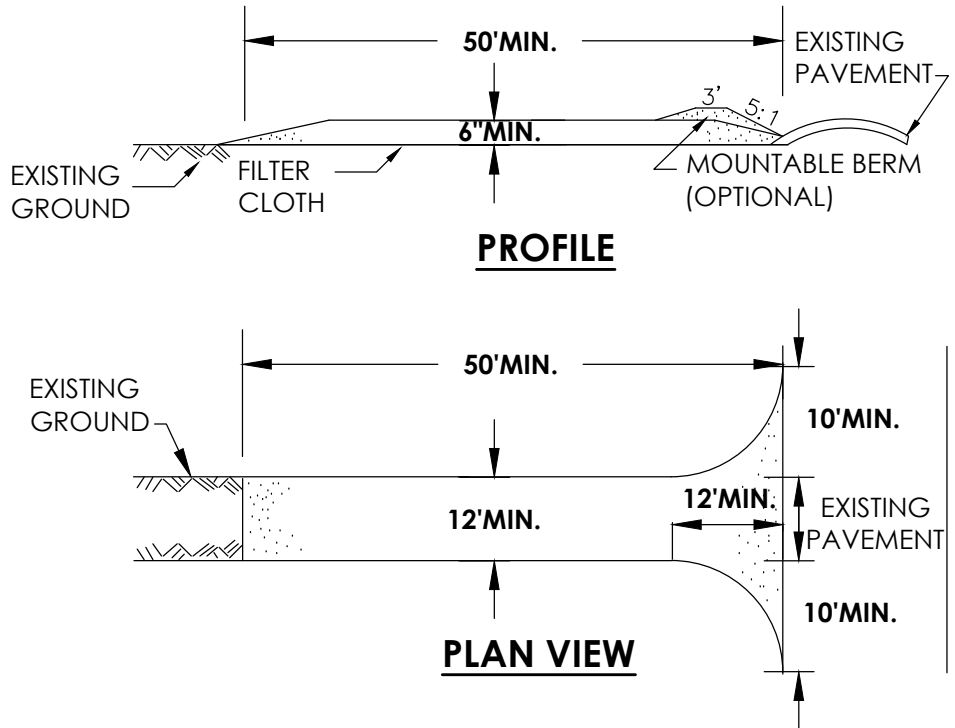 50'MIN.
EXISTING
PAVEMENT
3'
5:1
6"MIN.
EXISTING
GROUND
FILTER
CLOTH
MOUNTABLE BERM
(OPTIONAL)
PROFILE
50'MIN.
EXISTING
GROUND
10'MIN.
12'MIN.
12'MIN.
EXISTING
PAVEMENT
10'MIN.
PLAN VIEW